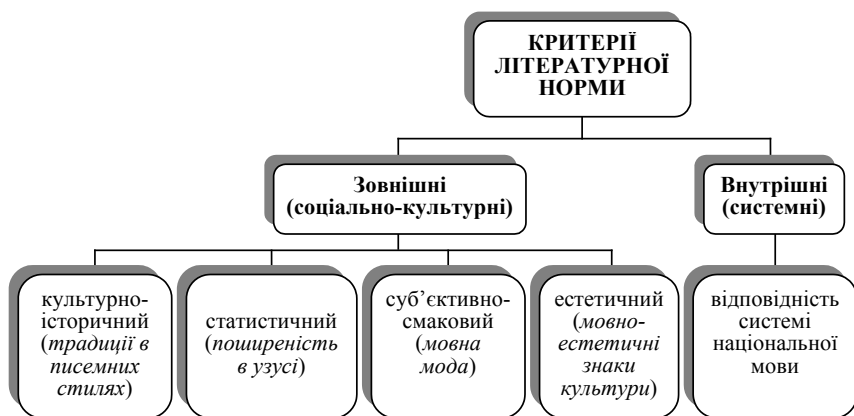 КРИТЕРІЇ
ЛІТЕРАТУРНОЇ
НОРМИ
Зовнішні
(соціально-культурні)
Внутрішні
(системні)
культурно-
історичний
(традиції в
писемних
стилях)
статистичний
(поширеність
в узусі)
суб’єктивно-
смаковий
(мовна
мода)
естетичний
(мовно-
естетичні
знаки
культури)
відповідність
системі
національної
мови